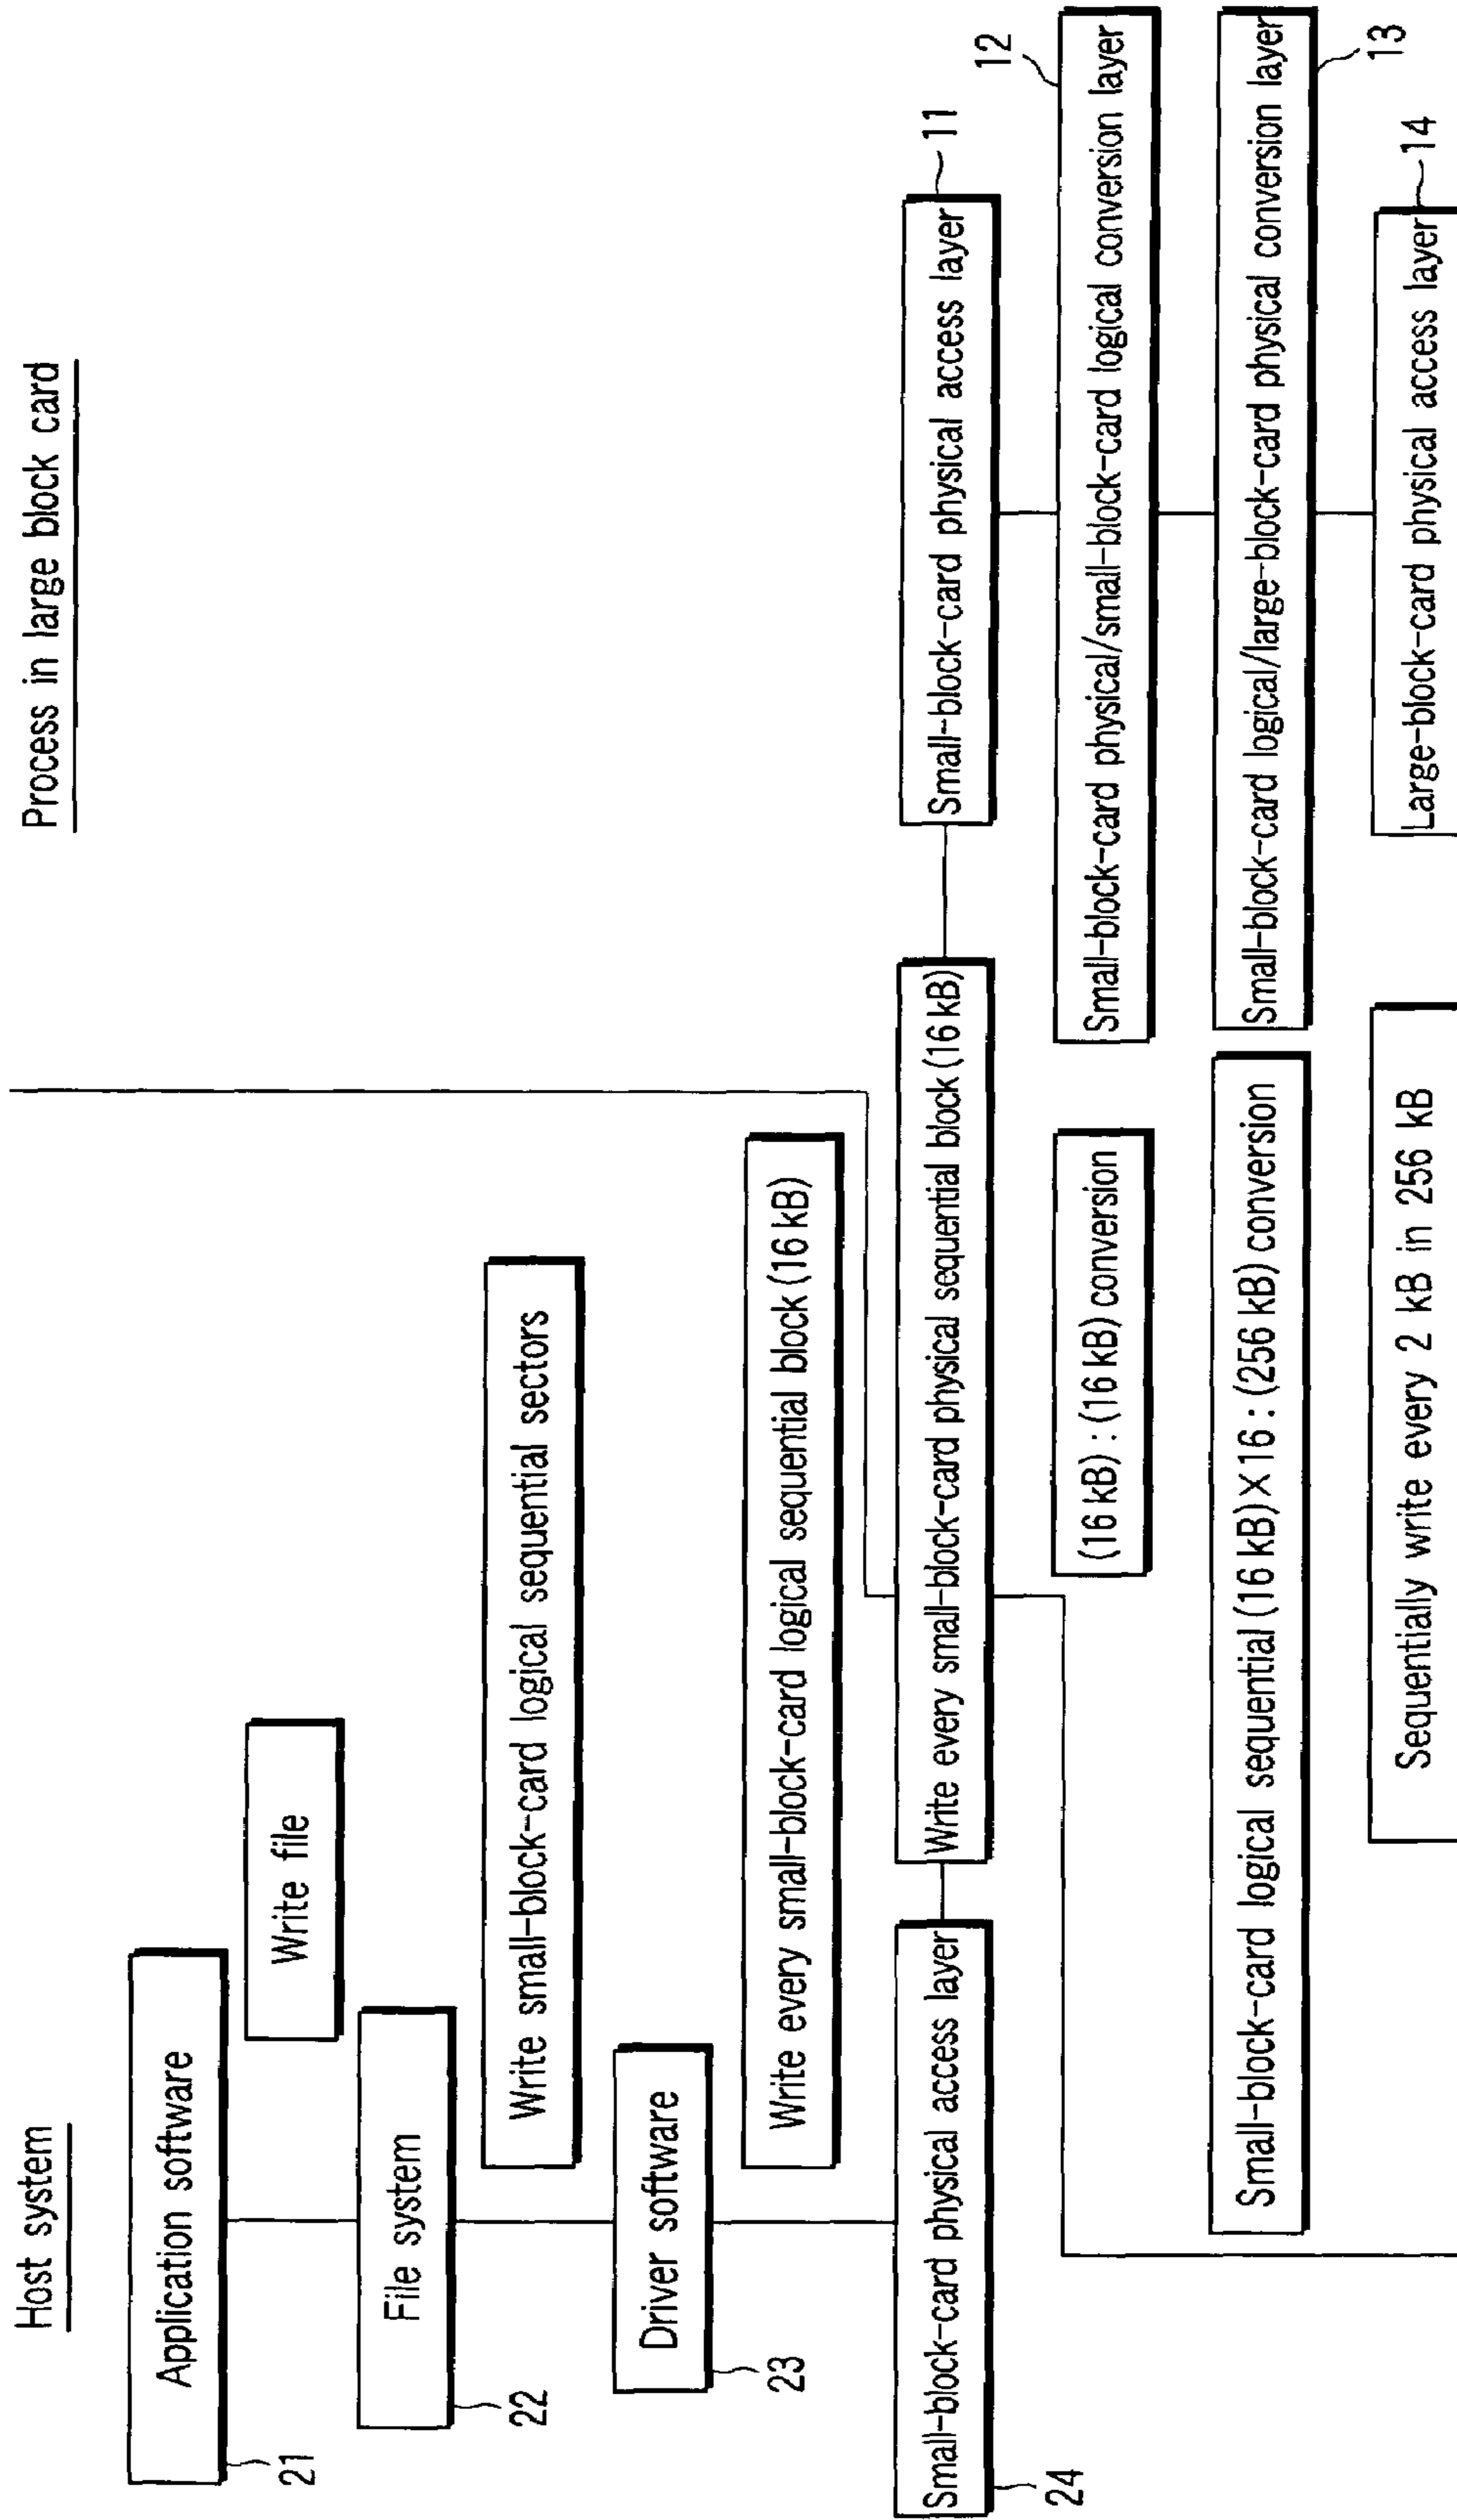 Host system
Process in large block card
Application software
21
Write file
File system
22
Write small-block-card logical sequential sectors
Driver software
23
Write every small-block-card logical sequential block (16 kB)
Small-block-card physical access layer
24
Write every small-block-card physical sequential block (16 kB)
Small-block-card physical access layer
11
(16 kB) : (16 kB) conversion
Small-block-card physical/small-block-card logical conversion layer
12
Small-block-card logical sequential (16 kB) X 16 : (256 kB) conversion
Small-block-card logical/large-block-card physical conversion layer
13
Sequentially write every 2 kB in 256 kB
Large-block-card physical access layer
14